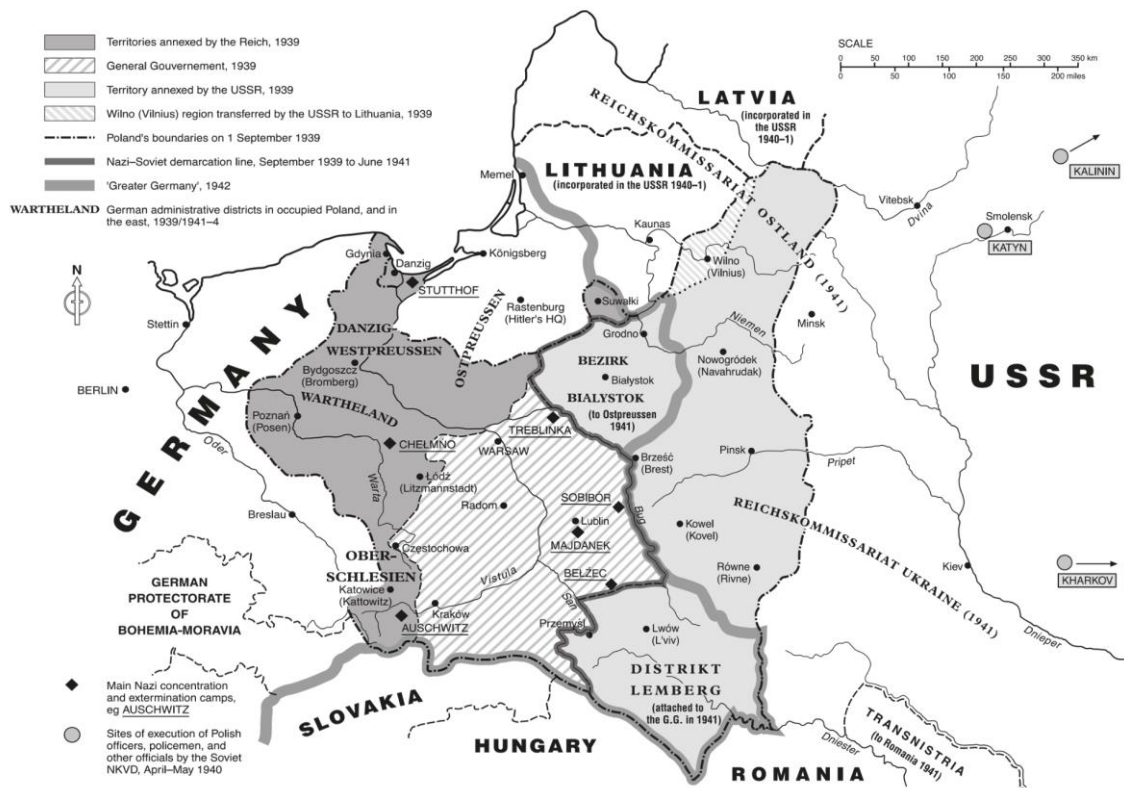 Territories annexed by the Reich, 1939
General Gouvernement, 1939
Territory annexed by the USSR, 1939
Wilno (Vilnius) region transferred by the USSR to Lithuania, 1939
Poland's boundaries on 1 September 1939
Nazi–Soviet demarcation line, September 1939 to June 1941
'Greater Germany', 1942
WARTHELAND German administrative districts in occupied Poland, and in
the east, 1939/1941–4
SCALE
0 50 100 150 200 250 300 350 km
0 50 100 150 200 miles
N
LATVIA
(incorporated in
the USSR
1940–1)
REICHSKOMMISSARIAT OSTLAND (1941)
LITHUANIA
(incorporated in the USSR 1940–1)
KALININ
Memel
Vitebsk
Dvina
Smolensk
KATYN
Kaunas
Wilno
(Vilnius)
Gdynia
Danzig
Königsberg
STUTTHOF
Rastenburg
(Hitler's HQ)
Suwałki
Stettin
GERMANY
DANZIG-
WESTPREUSSEN
OSTPREUSSEN
Grodno
Niemen
Minsk
Nowogródek
(Navahrudak)
USSR
BERLIN
Bydgoszcz
(Bromberg)
BEZIRK
Białystok
BIALYSTOK
(to Ostpreussen
1941)
WARTHELAND
Poznań
(Posen)
TREBLINKA
CHEŁMNO
WARSAW
Oder
Warta
Łódź
(Litzmannstadt)
Brześć
(Brest)
Pinsk
Pripet
Radom
SOBIBÓR
Bug
Breslau
Lublin
MAJDANEK
Kowel
(Kovel)
REICHSKOMMISSARIAT UKRAINE (1941)
Częstochowa
OBER-
SCHLESIEN
Katowice
(Kattowitz)
Vistula
BEŁŻEC
Równe
(Rivne)
Kiev
KHARKOV
GERMAN
PROTECTORATE
OF
BOHEMIA-MORAVIA
Kraków
AUSCHWITZ
San
Przemyśl
Lwów
(L'viv)
Dnieper
DISTRIKT
LEMBERG
(attached to
the G.G. in 1941)
SLOVAKIA
HUNGARY
ROMANIA
Dniester
TRANSNISTRIA
(to Romania 1941)
Main Nazi concentration
and extermination camps,
eg AUSCHWITZ
Sites of execution of Polish
officers, policemen, and
other officials by the Soviet
NKVD, April–May 1940